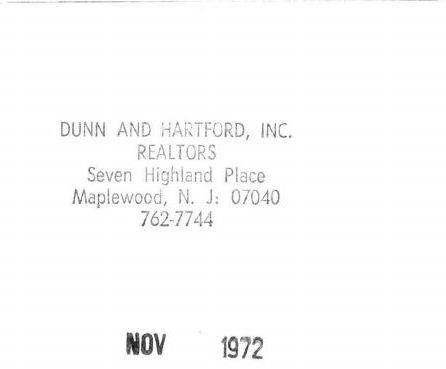 DUNN AND HARTFORD, INC.
REALTORS
Seven Highland Place
Maplewood, N. J: 07040
762-7744
NOV 1972